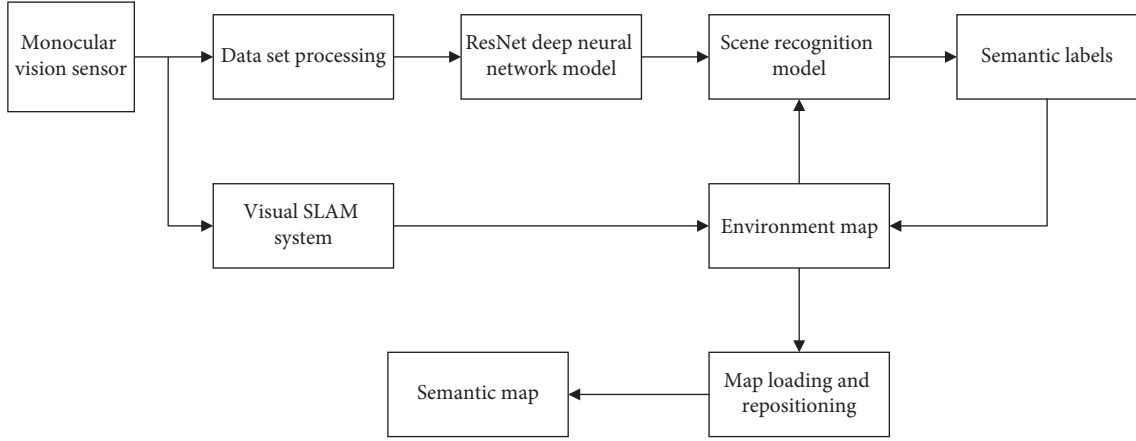 Monocular
vision sensor
Data set processing
ResNet deep neural
network model
Scene recognition
model
Semantic labels
Visual SLAM
system
Environment map
Semantic map
Map loading and
repositioning